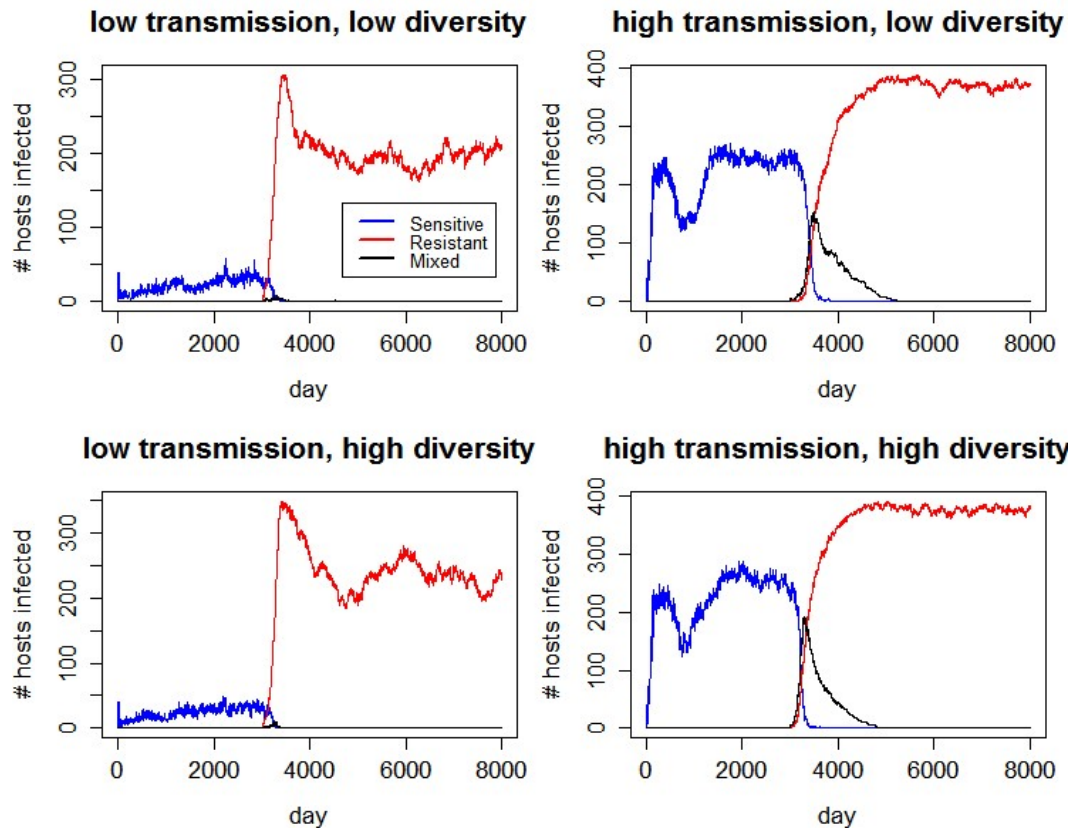 low transmission, low diversity
# hosts infected
300
200
100
0
Sensitive
Resistant
Mixed
0 2000 4000 6000 8000
day
high transmission, low diversity
# hosts infected
400
300
200
100
0
0 2000 4000 6000 8000
day
low transmission, high diversity
# hosts infected
300
200
100
0
0 2000 4000 6000 8000
day
high transmission, high diversity
# hosts infected
400
300
200
100
0
0 2000 4000 6000 8000
day